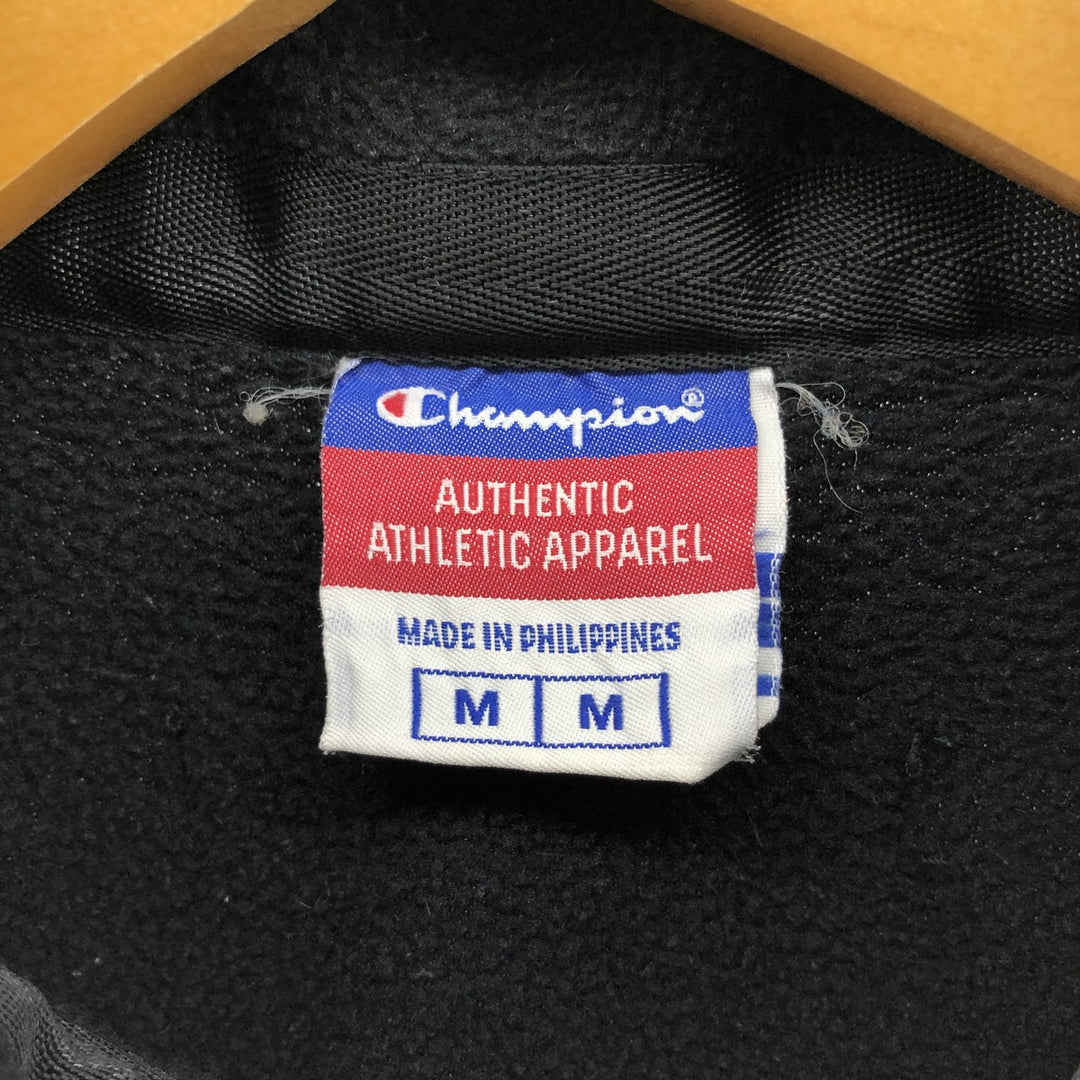 Champion®
AUTHENTIC
ATHLETIC APPAREL
MADE IN PHILIPPINES
M M